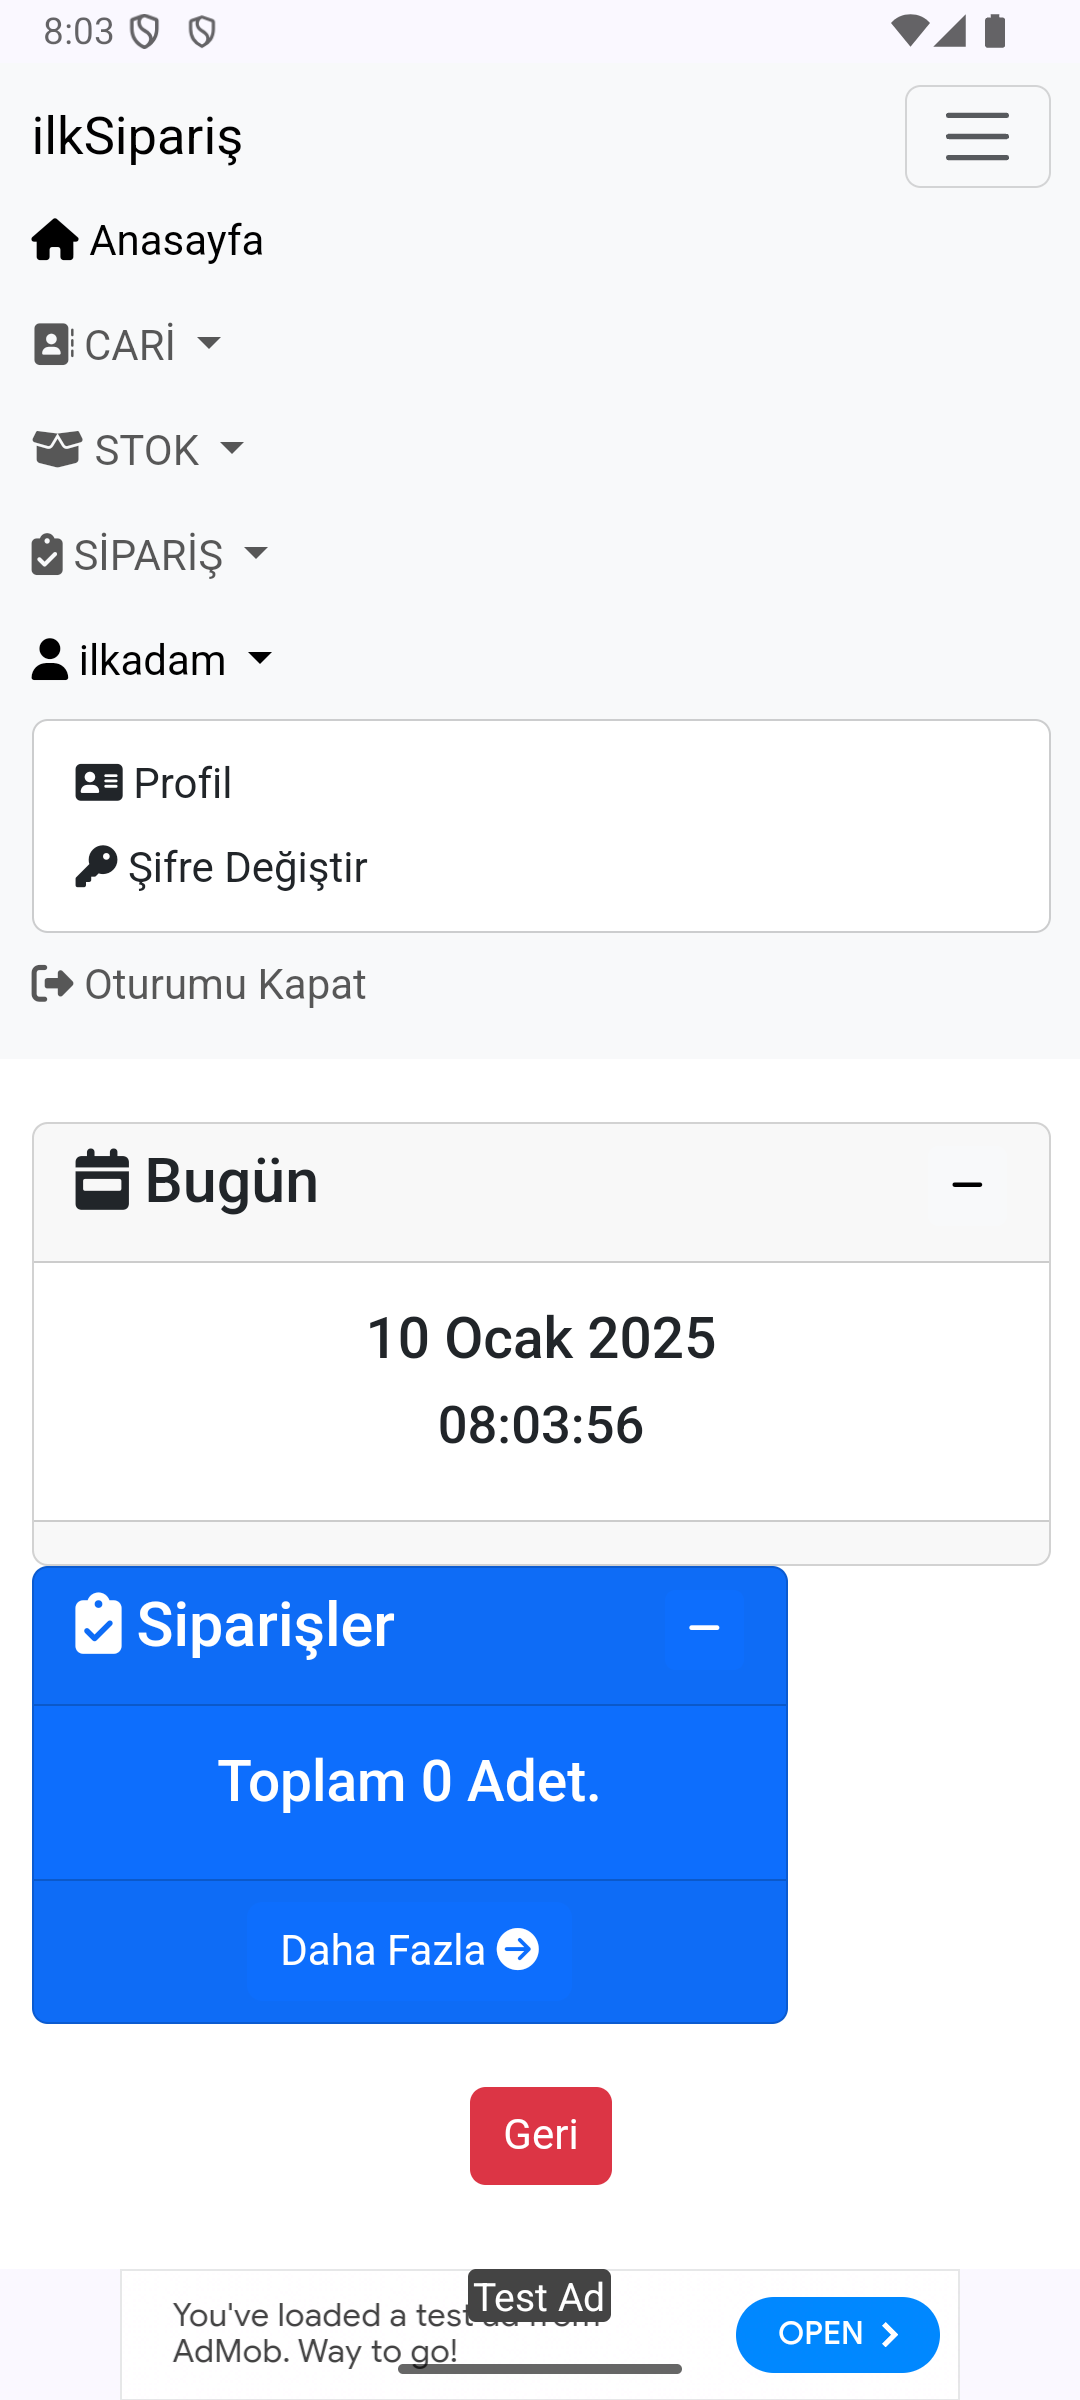 8:03
ilkSipariş
Anasayfa
CARİ
STOK
SİPARİŞ
ilkadam
Profil
Şifre Değiştir
Oturumu Kapat
Bugün
10 Ocak 2025
08:03:56
Siparişler
Toplam 0 Adet.
Daha Fazla
Geri
Test Ad
You've loaded a test ad from
AdMob. Way to go!
OPEN